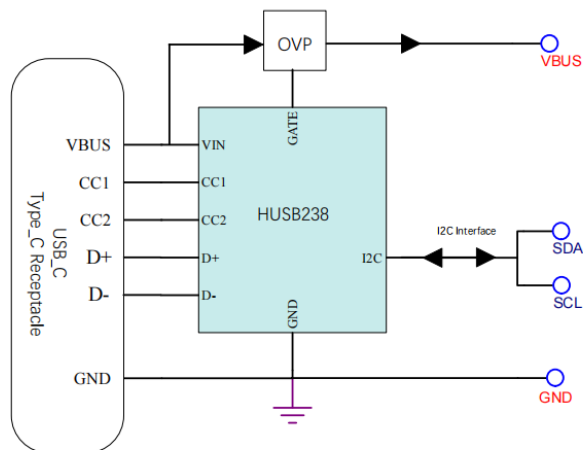 OVP
VBUS
GATE
VBUS
VIN
CC1
CC1
CC2
CC2
HUSB238
I2C Interface
D+
D+
I2C
SDA
D-
D-
SCL
USB_C
Type_C Receptacle
GND
GND
GND